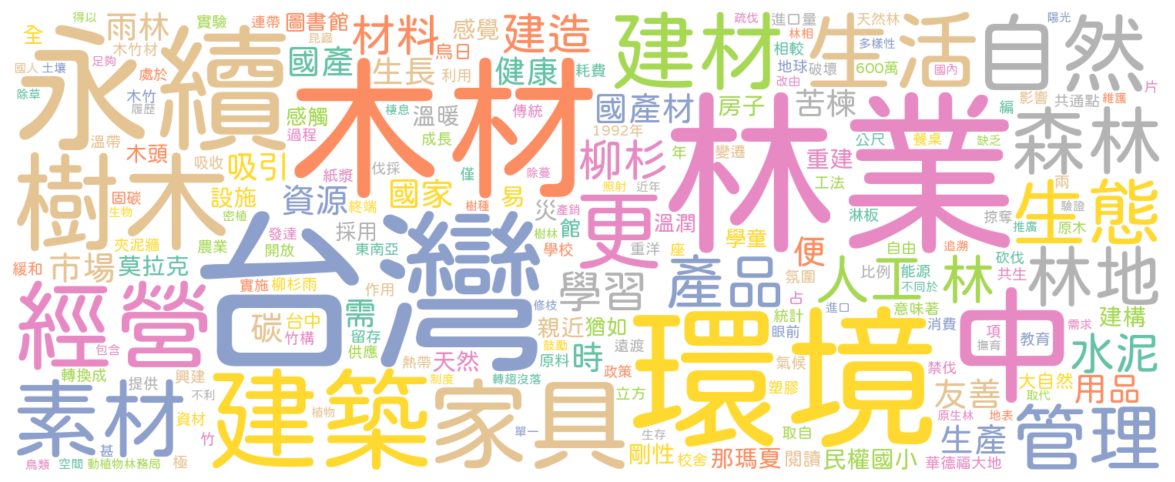 得以 雨林 實驗 連帶 圖書館 材料 感覺 建造 建材 生活 自然
疏伐 進口量 天然林 陽光
全 木竹材 昆蟲 國產 烏日 林相 相較 多樣性
永續 足夠 生長 利用 健康 耗費 地球 破壞 600萬 國內
國人 土壤 處於 木材 改由 片
除草 木竹 履歷 棲息 傳統 國產材 房子 苦楝 影響 共通點 維護
感觸 溫暖 編
溫帶 過程 成長 1992年 林業 公尺 餐桌 缺乏 森林
樹木 木頭 吸收 吸引 伐採 僅 除蔓 柳杉 年 變遷 重建 工法 兩
固碳 紙漿 國家 照射 近年 驗證
生物 設施 資源 終端 樹種 易 更 淋板 掠奪 推廣 原木 生態
密植 災 產銷 溫潤
夾泥牆 農業 發達 採用 館 樹林 座 學童 便 自由 追溯
緩和 市場 莫拉克 開放 台灣 東南亞 學校 重洋 氛圍 砍伐 共生
實施 柳杉雨 作用 學習 產品 人工 比例 能源 林 林地
占 不同於
經營 碳 台中 需 修枝 親近 猶如 統計 意味著 建構
竹構 留存 鼓勵 遠渡 眼前 進口 消費 項 教育 需求
包含 供應 熱帶 天然 原料 時 環境 中 撫育 水泥
轉換成 興建 轉趨沒落 政策 氣候 禁伐
提供 不利 建築 制度 家具 立方 塑膠 友善 大自然 取代 用品
素材 資材 植物 原生林 地表
竹 單一 生存 取自 生產 管理
甚 剛性
鳥類 空間 動植物 林務局 極 校舍 那瑪夏 閱讀 民權國小 華德福大地